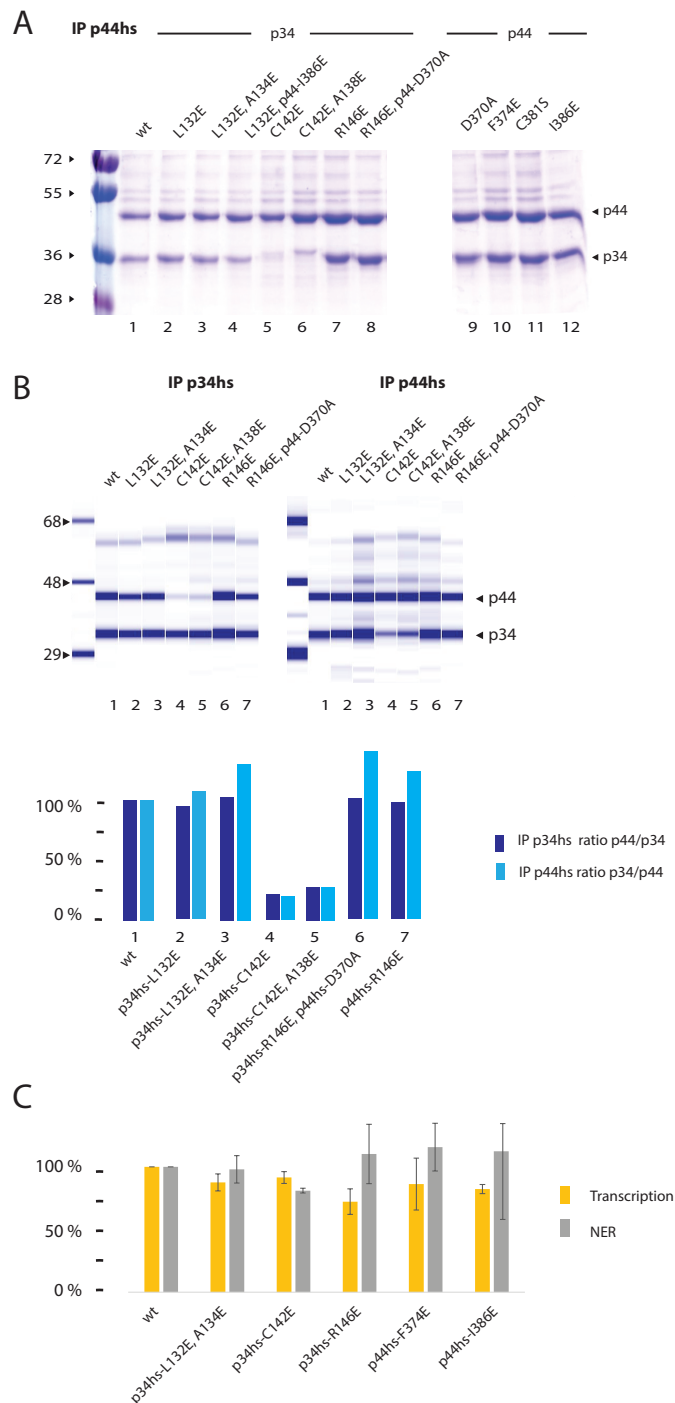 A
IP p44hs
p34
p44
wt
L132E
L132E, A134E
L132E, p44-I386E
C142E
C142E, A138E
R146E
R146E, p44-D370A
D370A
F374E
C381S
I386E
72
55
36
28
p44
p34
1 2 3 4 5 6 7 8 9 10 11 12
B
IP p34hs
IP p44hs
wt
L132E
L132E, A134E
C142E
C142E, A138E
R146E
R146E, p44-D370A
wt
L132E
L132E, A134E
C142E
C142E, A138E
R146E
R146E, p44-D370A
68
48
29
p44
p34
1 2 3 4 5 6 7
1 2 3 4 5 6 7
100 %
50 %
0 %
IP p34hs ratio p44/p34
IP p44hs ratio p34/p44
1 2 3 4 5 6 7
wt
p34hs-L132E
p34hs-L132E, A134E
p34hs-C142E
p34hs-C142E, A138E
p34hs-R146E, p44hs-D370A
p44hs-R146E
C
100 %
50 %
0 %
Transcription
NER
wt
p34hs-L132E, A134E
p34hs-C142E
p34hs-R146E
p44hs-F374E
p44hs-I386E